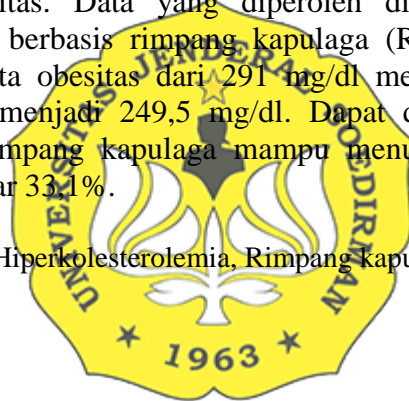 itas. Data yang diperoleh di
berbasis rimpang kapulaga (R
ta obesitas dari 291 mg/dl me
menjadi 249,5 mg/dl. Dapat d
mpang kapulaga mampu menu
ar 33,1%.
Hiperkolesterolemia, Rimpang kapu
UNIVERSITAS JENDERAL SOEDIRMAN
1963